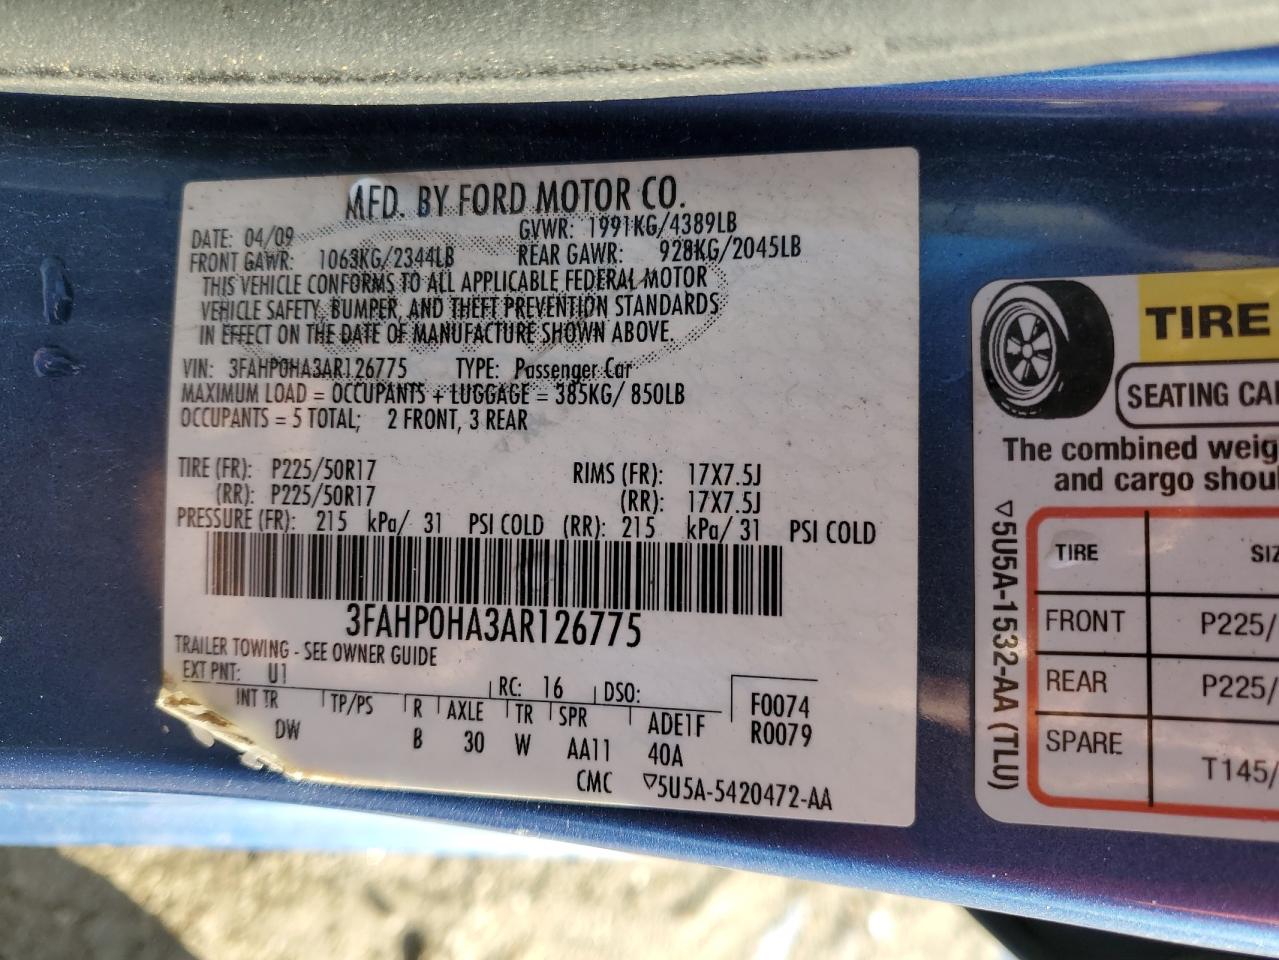 MFD. BY FORD MOTOR CO.
DATE: 04/09 GVWR: 1991KG/4389LB
FRONT GAWR: 1063KG/2344LB REAR GAWR: 928KG/2045LB
THIS VEHICLE CONFORMS TO ALL APPLICABLE FEDERAL MOTOR
VEHICLE SAFETY, BUMPER, AND THEFT PREVENTION STANDARDS
IN EFFECT ON THE DATE OF MANUFACTURE SHOWN ABOVE.
VIN: 3FAHP0HA3AR126775 TYPE: Passenger Car
MAXIMUM LOAD = OCCUPANTS + LUGGAGE = 385KG/ 850LB
OCCUPANTS = 5 TOTAL; 2 FRONT, 3 REAR
TIRE (FR): P225/50R17 RIMS (FR): 17X7.5J
(RR): P225/50R17 (RR): 17X7.5J
PRESSURE (FR): 215 kPa/ 31 PSI COLD (RR): 215 kPa/ 31 PSI COLD
3FAHP0HA3AR126775
TRAILER TOWING - SEE OWNER GUIDE
EXT PNT: U1 RC: 16 DSO: F0074
INT TR TP/PS R AXLE TR SPR ADE1F R0079
DW B 30 W AA11 40A
CMC ▽5U5A-5420472-AA
TIRE
SEATING CA
The combined weig
and cargo shoul
▽5U5A-1532-AA (TLU)
TIRE SIZ
FRONT P225/
REAR P225/
SPARE T145/